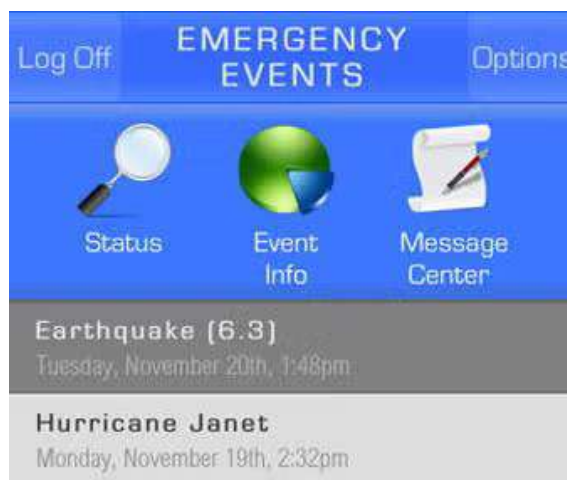 Log Off
EMERGENCY
EVENTS
Options
Status
Event
Info
Message
Center
Earthquake (6.3)
Tuesday, November 20th, 1:48pm
Hurricane Janet
Monday, November 19th, 2:32pm